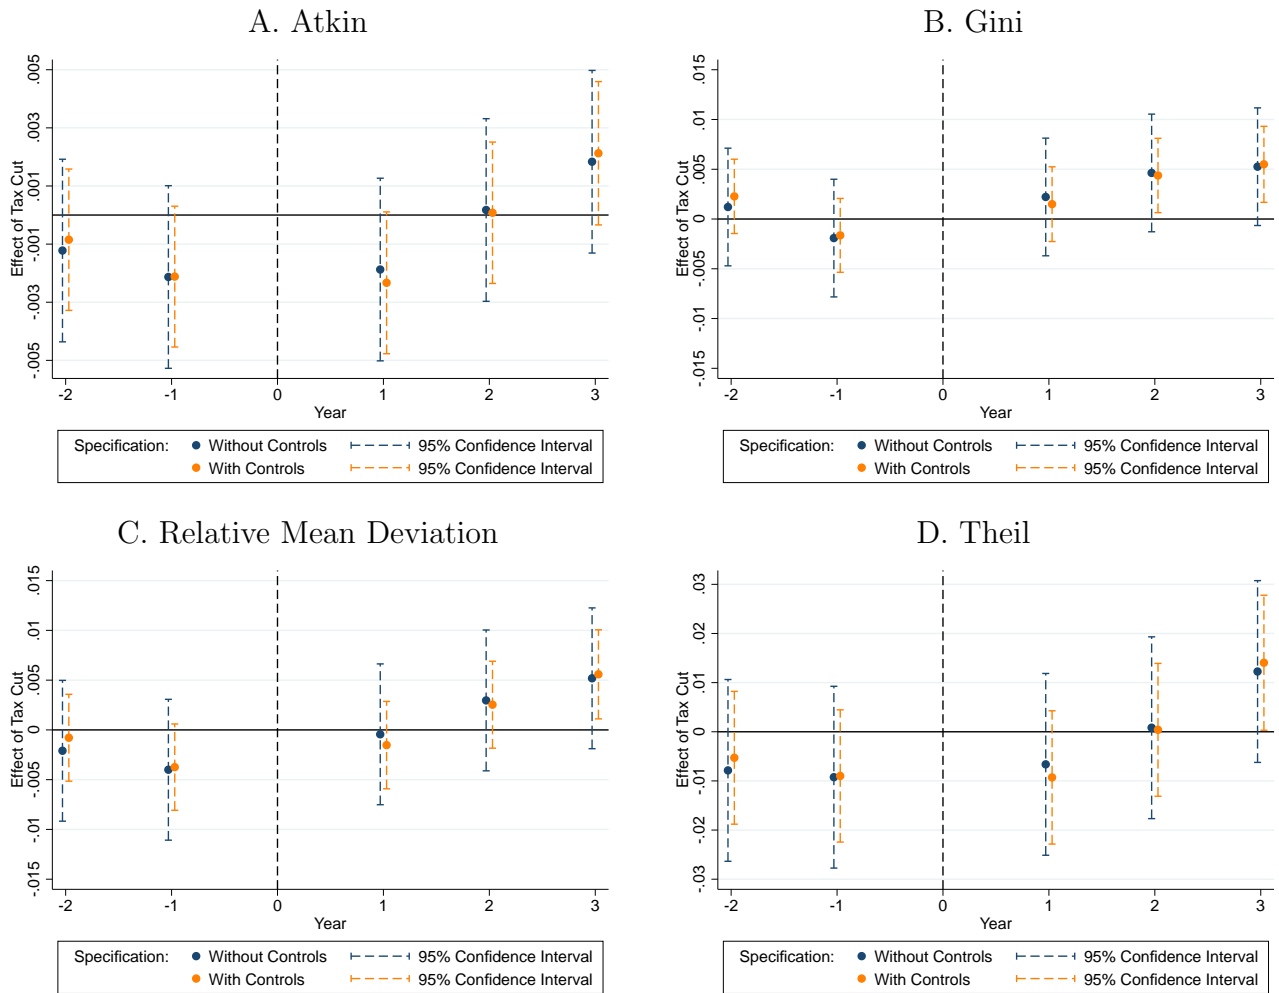 A. Atkin
Effect of Tax Cut
.005
.003
.001
-.001
-.003
-.005
-2 -1 0 1 2 3
Year
Specification: Without Controls 95% Confidence Interval
With Controls 95% Confidence Interval
B. Gini
Effect of Tax Cut
.015
.01
.005
0
-.005
-.01
-.015
-2 -1 0 1 2 3
Year
Specification: Without Controls 95% Confidence Interval
With Controls 95% Confidence Interval
C. Relative Mean Deviation
Effect of Tax Cut
.015
.01
.005
0
-.005
-.01
-.015
-2 -1 0 1 2 3
Year
Specification: Without Controls 95% Confidence Interval
With Controls 95% Confidence Interval
D. Theil
Effect of Tax Cut
.03
.02
.01
0
-.01
-.02
-.03
-2 -1 0 1 2 3
Year
Specification: Without Controls 95% Confidence Interval
With Controls 95% Confidence Interval